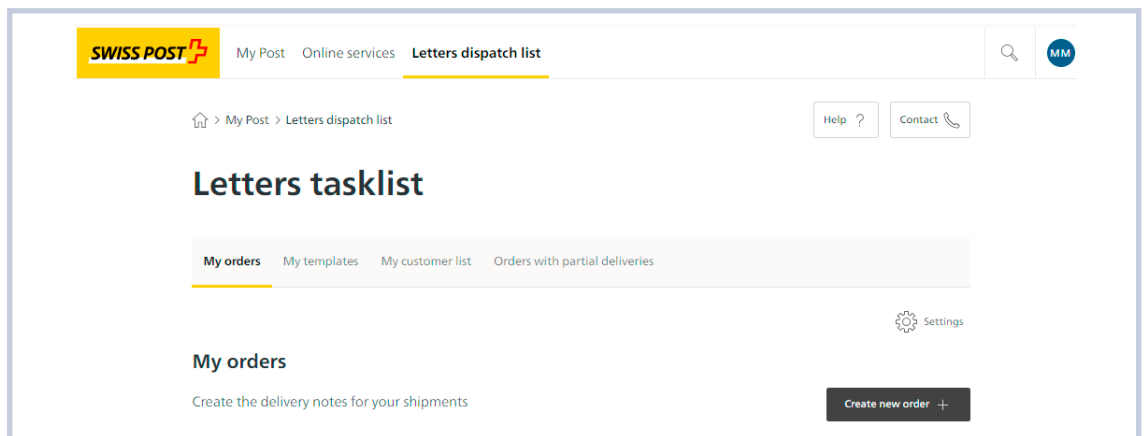 SWISS POST My Post Online services Letters dispatch list MM
> My Post > Letters dispatch list Help ? Contact
Letters tasklist
My orders My templates My customer list Orders with partial deliveries
Settings
My orders
Create the delivery notes for your shipments Create new order +